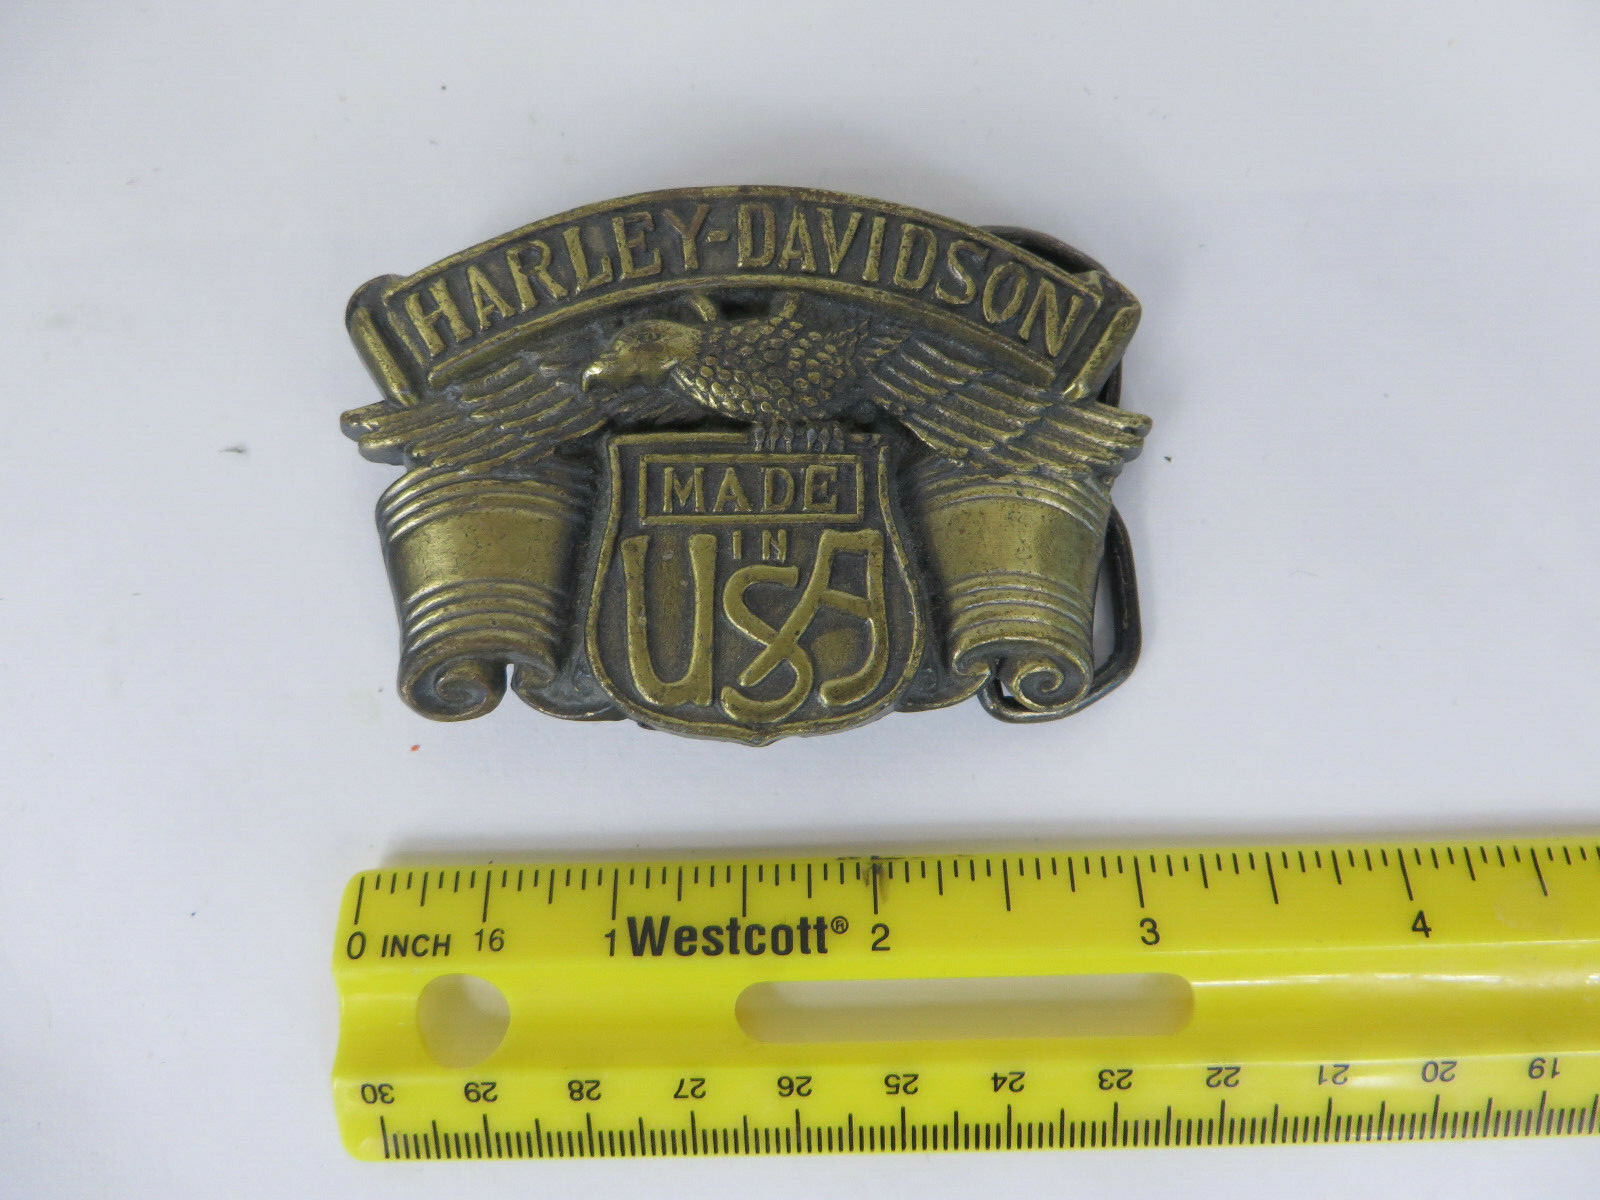 HARLEY-DAVIDSON
MADE
IN
USA
0 INCH 16 1 Westcott® 2 3 4
30 29 28 27 26 25 24 23 22 21 20 19